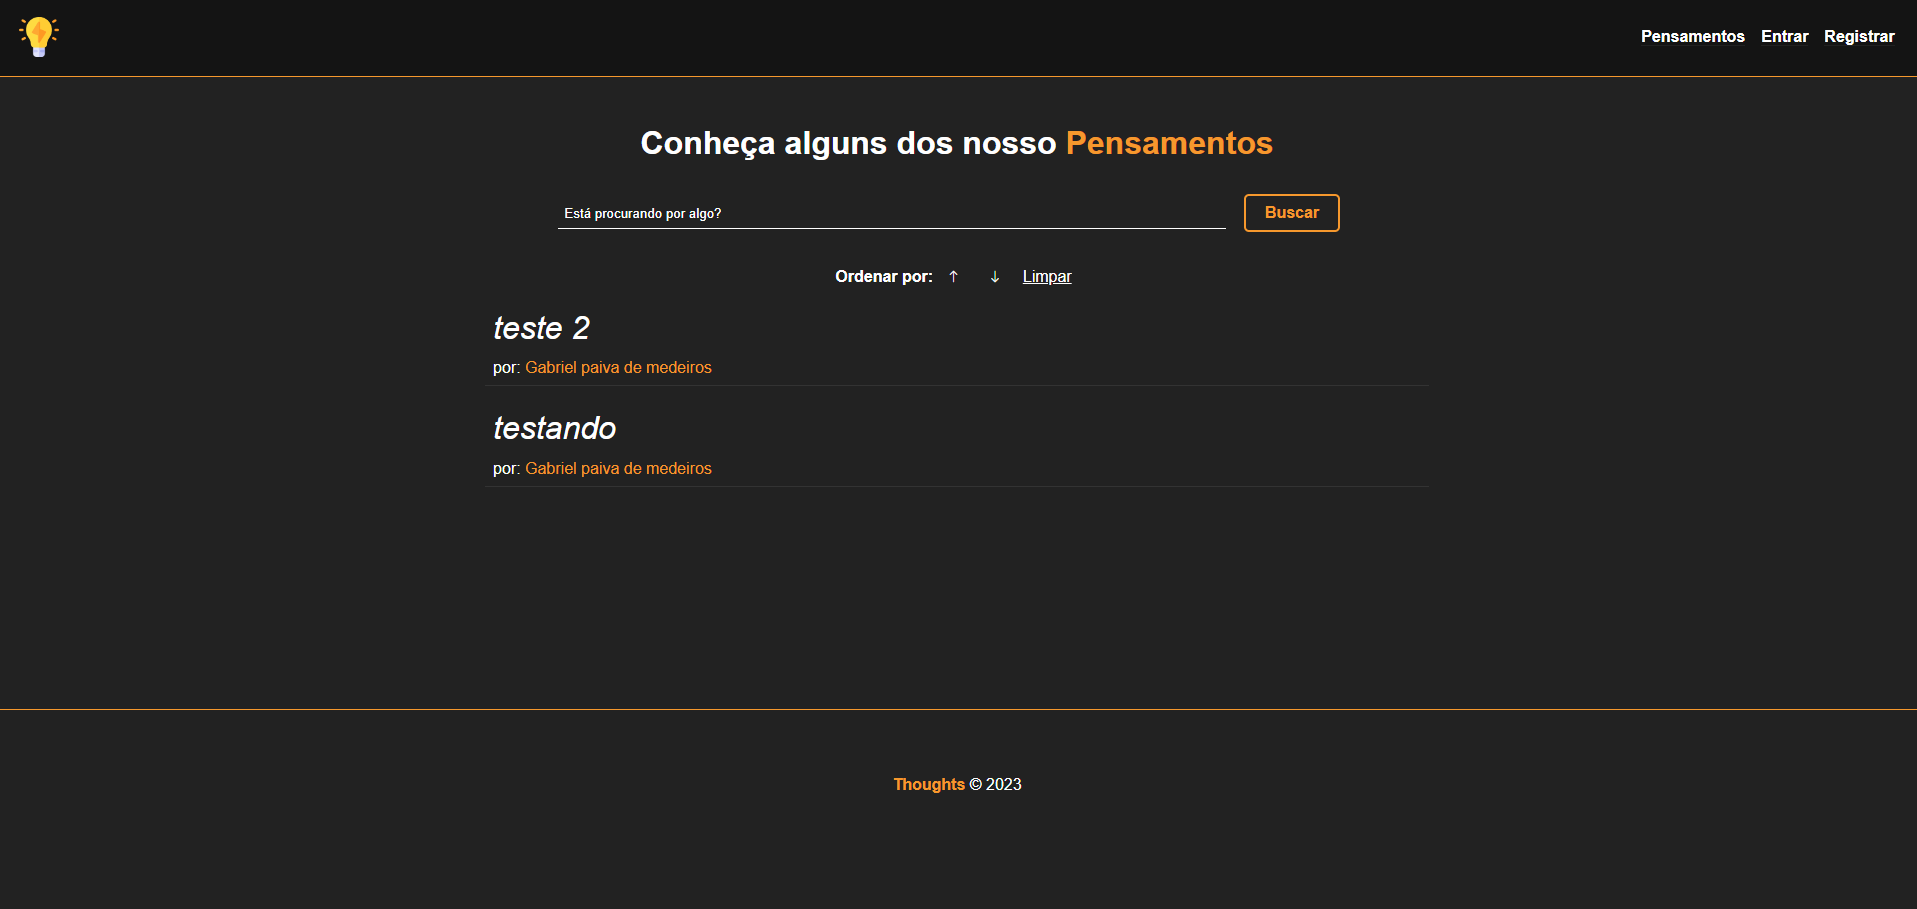 Pensamentos Entrar Registrar
Conheça alguns dos nosso Pensamentos
Está procurando por algo? Buscar
Ordenar por: ↑ ↓ Limpar
teste 2
por: Gabriel paiva de medeiros
testando
por: Gabriel paiva de medeiros
Thoughts © 2023